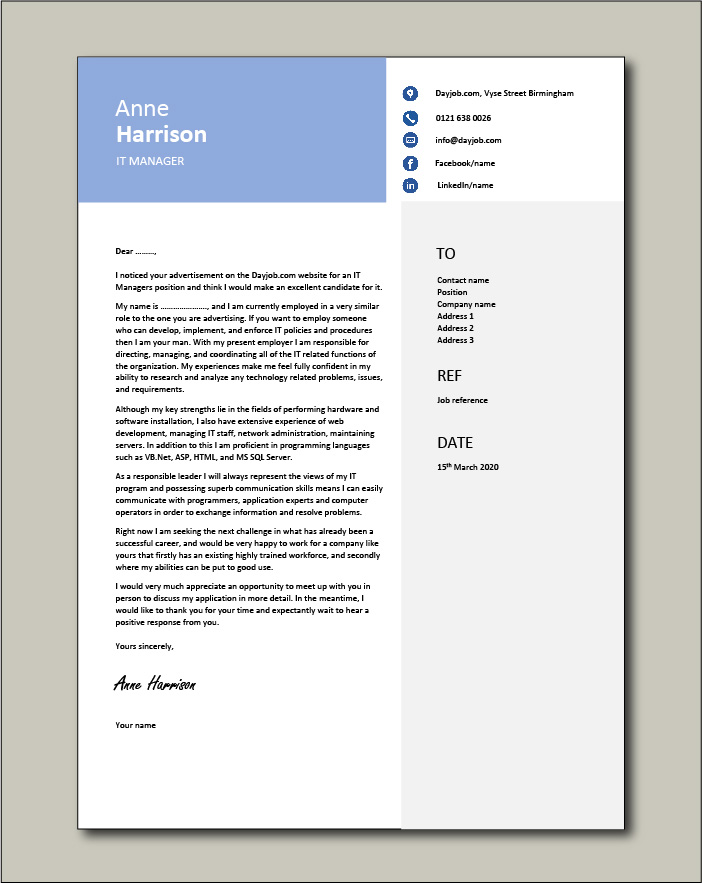 Anne
Harrison
IT MANAGER
Dayjob.com, Vyse Street Birmingham
0121 638 0026
info@dayjob.com
Facebook/name
LinkedIn/name
Dear ………,
I noticed your advertisement on the Dayjob.com website for an IT
Managers position and think I would make an excellent candidate for it.
My name is ……………………, and I am currently employed in a very similar
role to the one you are advertising. If you want to employ someone
who can develop, implement, and enforce IT policies and procedures
then I am your man. With my present employer I am responsible for
directing, managing, and coordinating all of the IT related functions of
the organization. My experiences make me feel fully confident in my
ability to research and analyze any technology related problems, issues,
and requirements.
Although my key strengths lie in the fields of performing hardware and
software installation, I also have extensive experience of web
development, managing IT staff, network administration, maintaining
servers. In addition to this I am proficient in programming languages
such as VB.Net, ASP, HTML, and MS SQL Server.
As a responsible leader I will always represent the views of my IT
program and possessing superb communication skills means I can easily
communicate with programmers, application experts and computer
operators in order to exchange information and resolve problems.
Right now I am seeking the next challenge in what has already been a
successful career, and would be very happy to work for a company like
yours that firstly has an existing highly trained workforce, and secondly
where my abilities can be put to good use.
I would very much appreciate an opportunity to meet up with you in
person to discuss my application in more detail. In the meantime, I
would like to thank you for your time and expectantly wait to hear a
positive response from you.
Yours sincerely,
Anne Harrison
Your name
TO
Contact name
Position
Company name
Address 1
Address 2
Address 3
REF
Job reference
DATE
15th March 2020